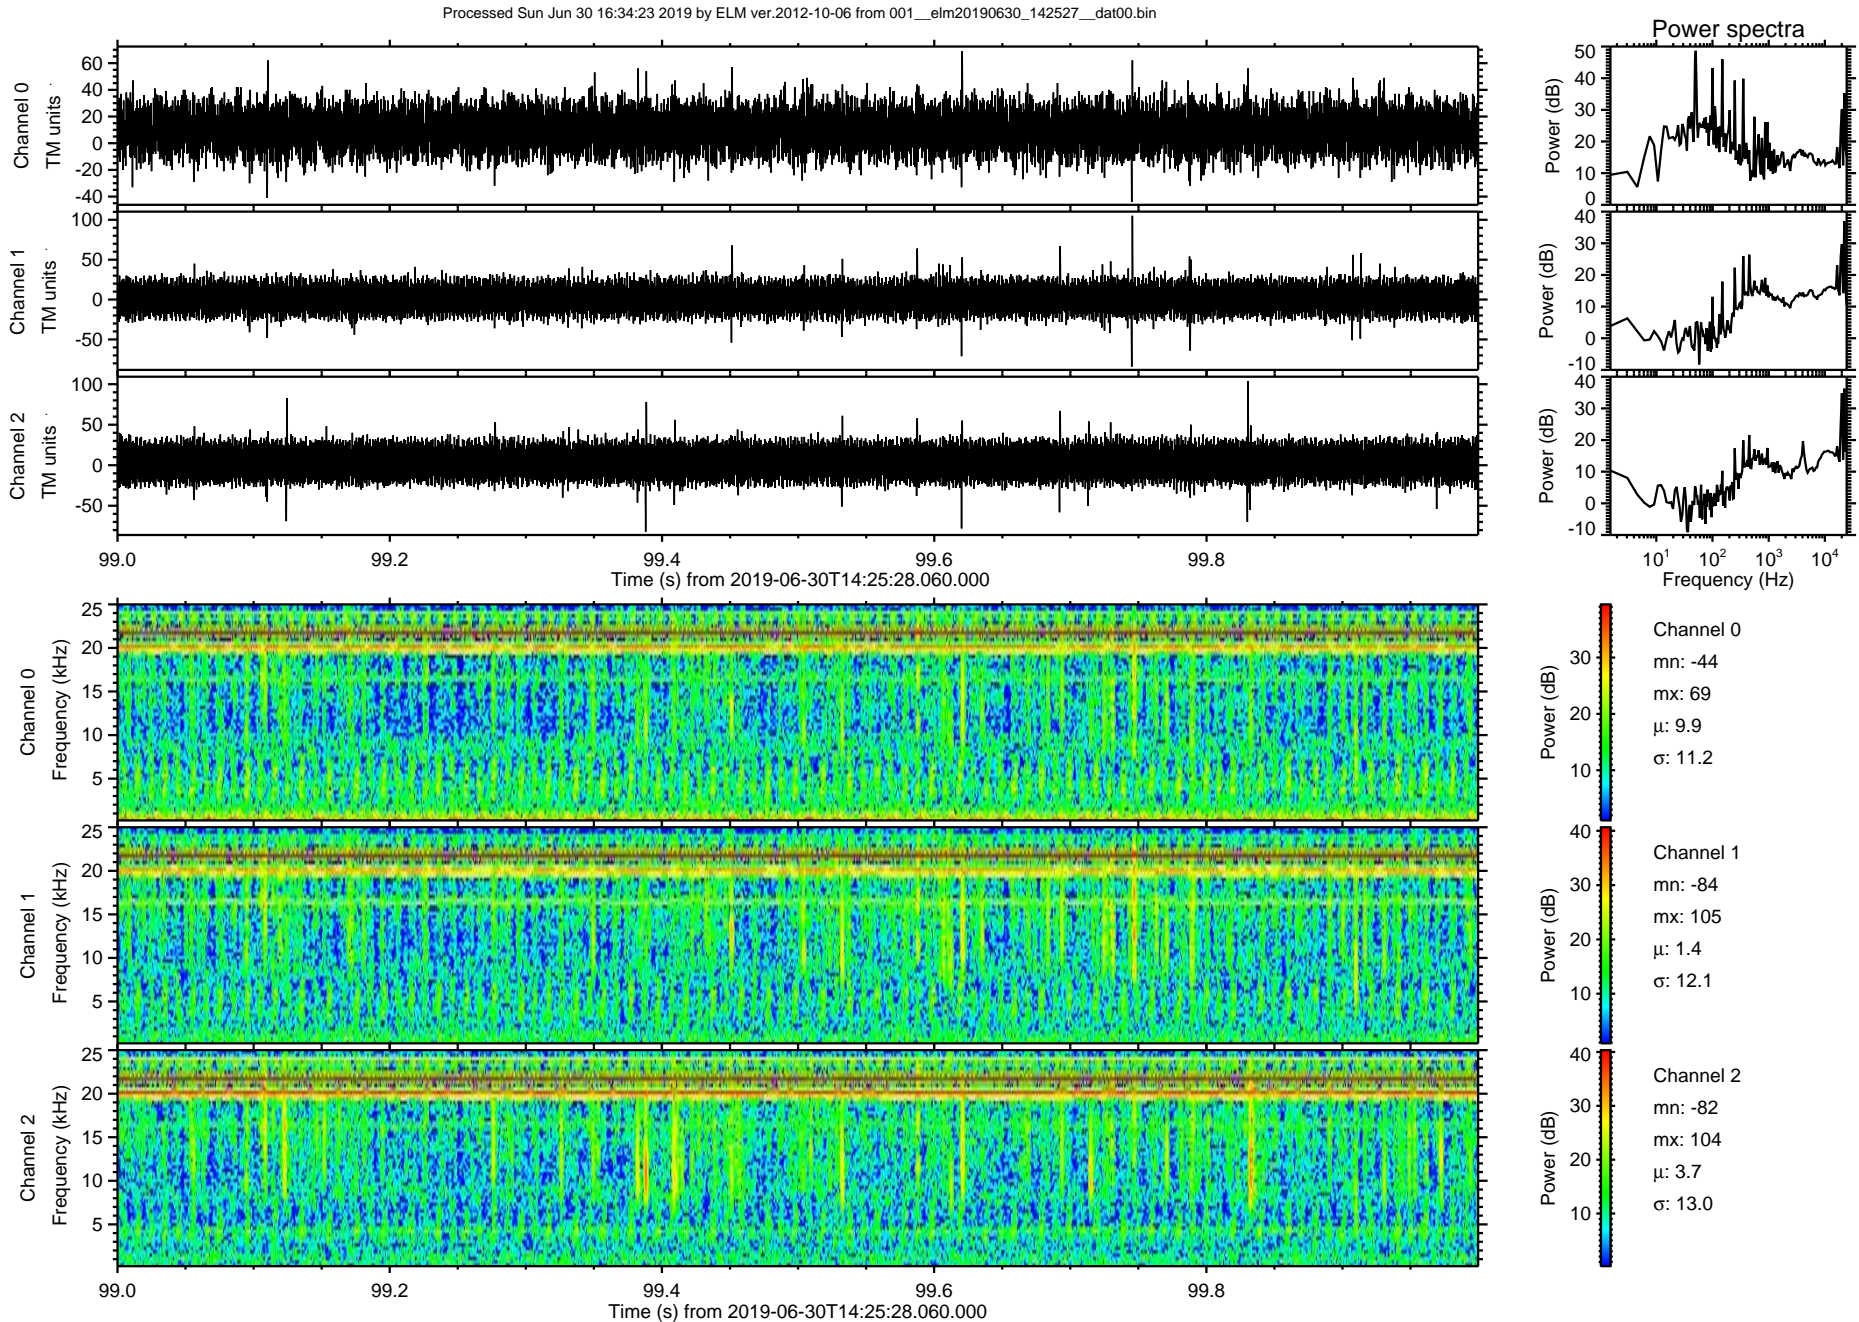 Processed Sun Jun 30 16:34:23 2019 by ELM ver.2012-10-06 from 001__elm20190630_142527__dat00.bin
Power spectra
Channel 0
TM units
60
40
20
0
-20
-40
Power (dB)
50
40
30
20
10
0
Channel 1
TM units
100
50
0
-50
Power (dB)
40
30
20
10
0
-10
Channel 2
TM units
100
50
0
-50
Power (dB)
40
30
20
10
0
-10
99.0 99.2 99.4 99.6 99.8
Time (s) from 2019-06-30T14:25:28.060.000
10^1 10^2 10^3 10^4
Frequency (Hz)
Channel 0
Frequency (kHz)
25
20
15
10
5
Power (dB)
30
20
10
Channel 0
mn: -44
mx: 69
μ: 9.9
σ: 11.2
Channel 1
Frequency (kHz)
25
20
15
10
5
Power (dB)
40
30
20
10
Channel 1
mn: -84
mx: 105
μ: 1.4
σ: 12.1
Channel 2
Frequency (kHz)
25
20
15
10
5
Power (dB)
40
30
20
10
Channel 2
mn: -82
mx: 104
μ: 3.7
σ: 13.0
99.0 99.2 99.4 99.6 99.8
Time (s) from 2019-06-30T14:25:28.060.000